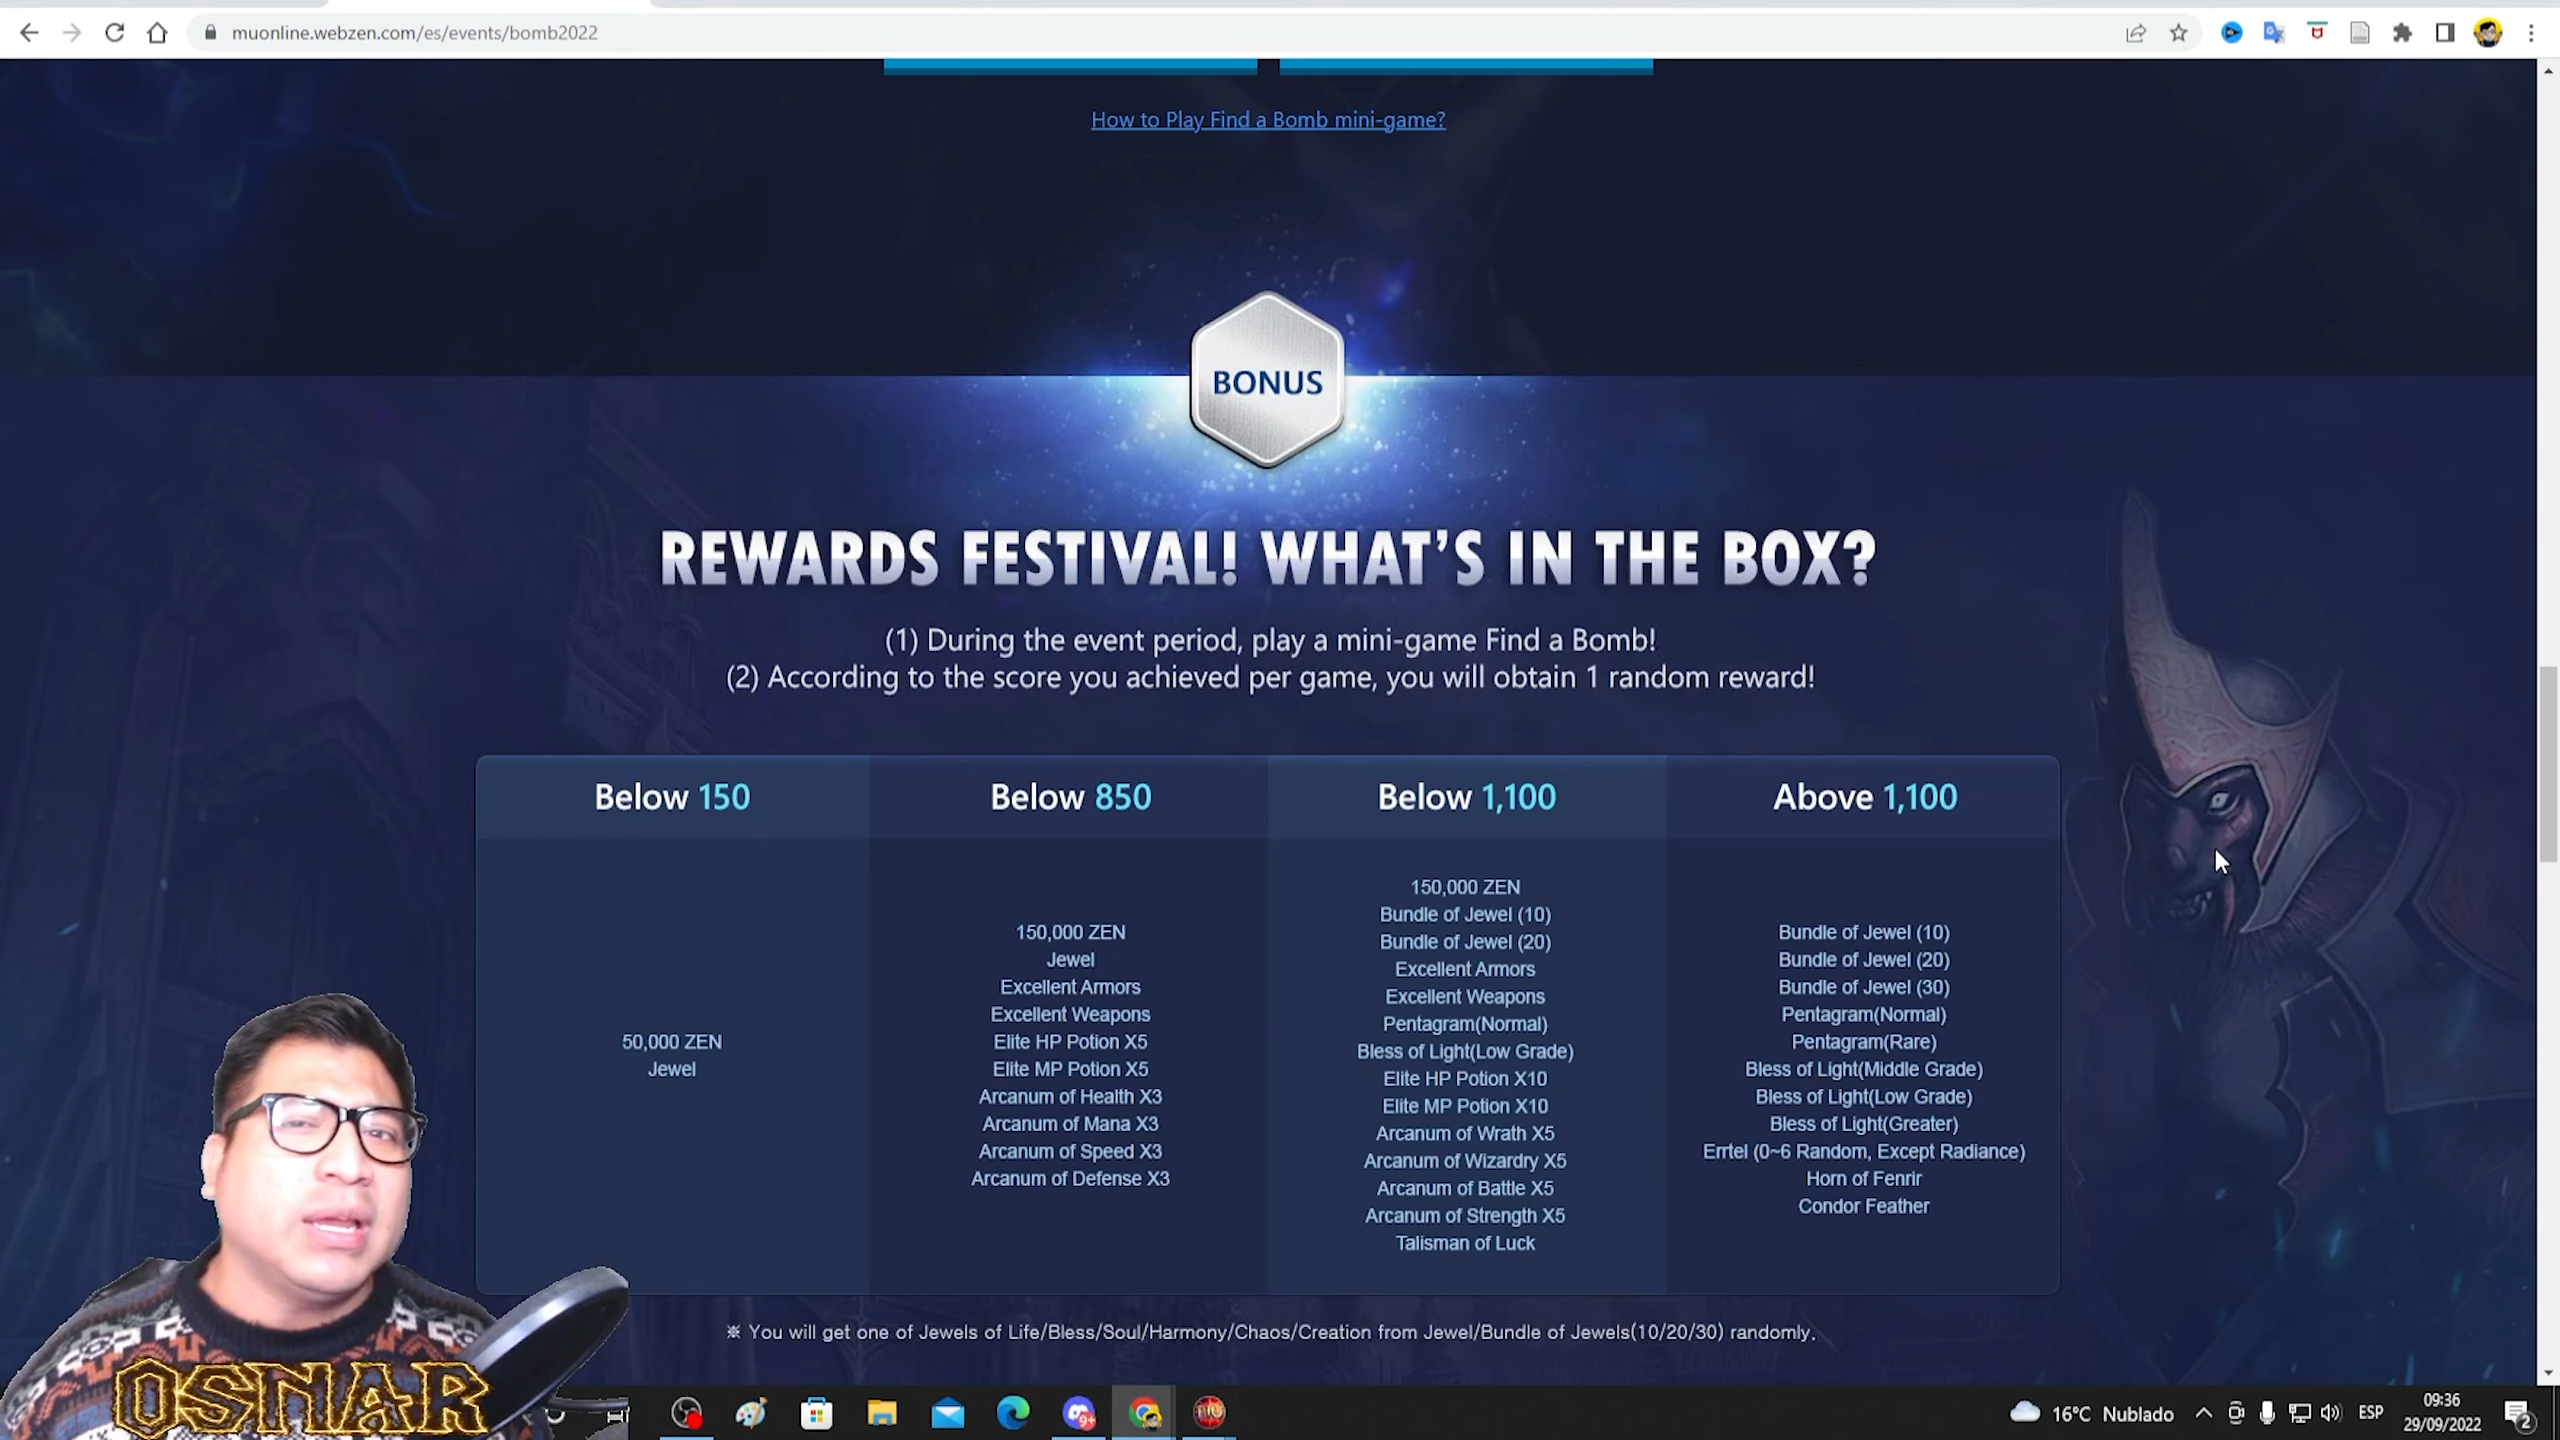 muonline.webzen.com/es/events/bomb2022
How to Play Find a Bomb mini-game?
BONUS
REWARDS FESTIVAL! WHAT'S IN THE BOX?
(1) During the event period, play a mini-game Find a Bomb!
(2) According to the score you achieved per game, you will obtain 1 random reward!
Below 150
50,000 ZEN
Jewel
Below 850
150,000 ZEN
Jewel
Excellent Armors
Excellent Weapons
Elite HP Potion X5
Elite MP Potion X5
Arcanum of Health X3
Arcanum of Mana X3
Arcanum of Speed X3
Arcanum of Defense X3
Below 1,100
150,000 ZEN
Bundle of Jewel (10)
Bundle of Jewel (20)
Excellent Armors
Excellent Weapons
Pentagram(Normal)
Bless of Light(Low Grade)
Elite HP Potion X10
Elite MP Potion X10
Arcanum of Wrath X5
Arcanum of Wizardry X5
Arcanum of Battle X5
Arcanum of Strength X5
Talisman of Luck
Above 1,100
Bundle of Jewel (10)
Bundle of Jewel (20)
Bundle of Jewel (30)
Pentagram(Normal)
Pentagram(Rare)
Bless of Light(Middle Grade)
Bless of Light(Low Grade)
Bless of Light(Greater)
Errtel (0~6 Random, Except Radiance)
Horn of Fenrir
Condor Feather
※ You will get one of Jewels of Life/Bless/Soul/Harmony/Chaos/Creation from Jewel/Bundle of Jewels(10/20/30) randomly.
OSNAR
9+
MU
16°C Nublado
ESP
09:36
29/09/2022
2